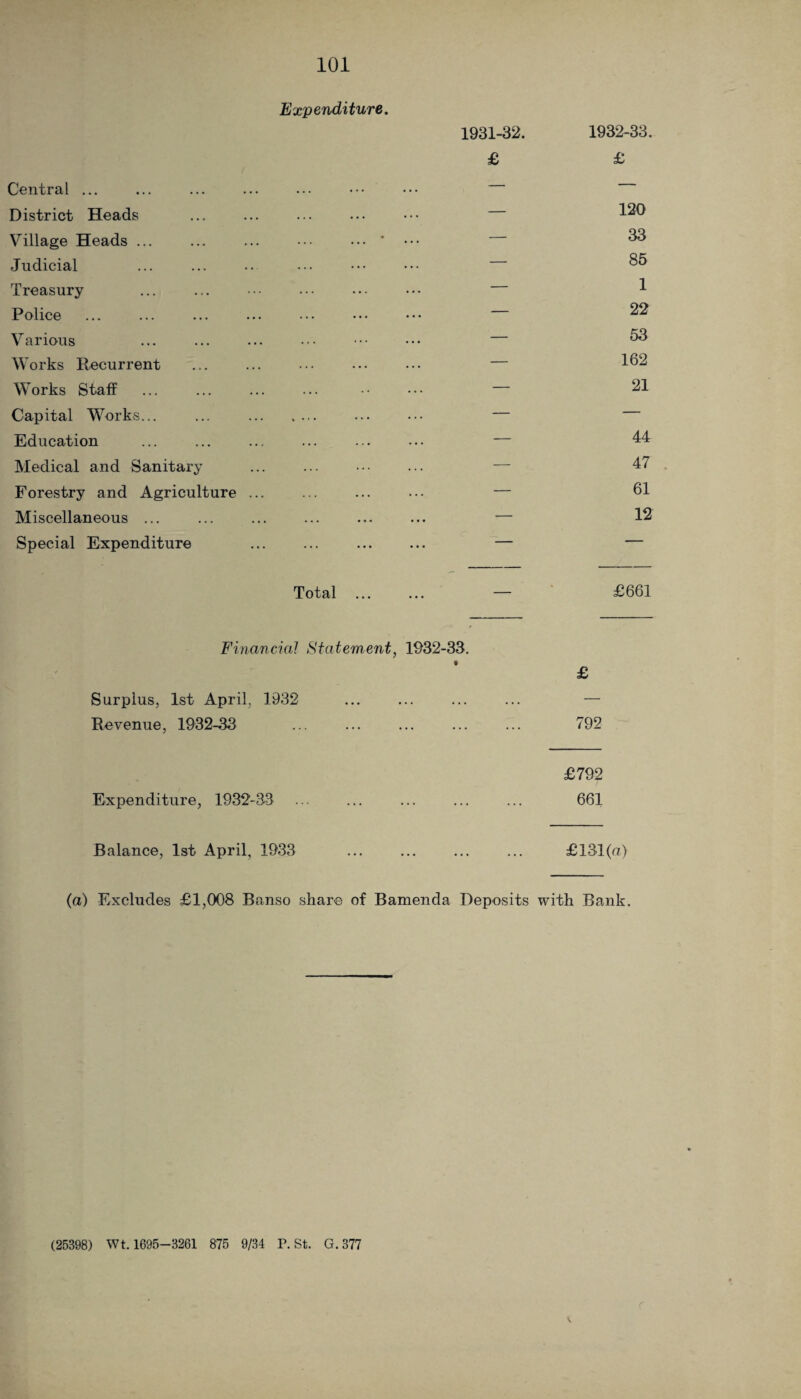 101
Expenditure.
1931-32. 1932-33.
£ £
Central ... ... ... ... ... ... ... — —
District Heads ... ... ... ... ... — 120
Village Heads ... ... ... ... ... ... — 33
Judicial ... ... ... ... ... ... — 85
Treasury ... ... ... ... ... ... — 1
Police ... ... ... ... ... ... ... — 22
Various ... ... ... ... ... ... — 53
Works Recurrent ... ... ... ... ... — 162
Works Staff ... ... ... ... ... ... — 21
Capital Works... ... ... ... ... ... — —
Education ... ... ... ... ... ... — 44
Medical and Sanitary ... ... ... ... — 47
Forestry and Agriculture ... ... ... ... — 61
Miscellaneous ... ... ... ... ... ... — 12
Special Expenditure ... ... ... ... — —
Total ... ... — £661
Financial Statement, 1932-33.
£
Surplus, 1st April, 1932 ... ... ... ... —
Revenue, 1932-33 ... ... ... ... ... 792
£792
Expenditure, 1932-33 ... ... ... ... ... 661
Balance, 1st April, 1933 ... ... ... ... £131(a)
(a) Excludes £1,008 Banso share of Bamenda Deposits with Bank.
(25398) Wt. 1695—3261 875 9/34 P. St. G. 377